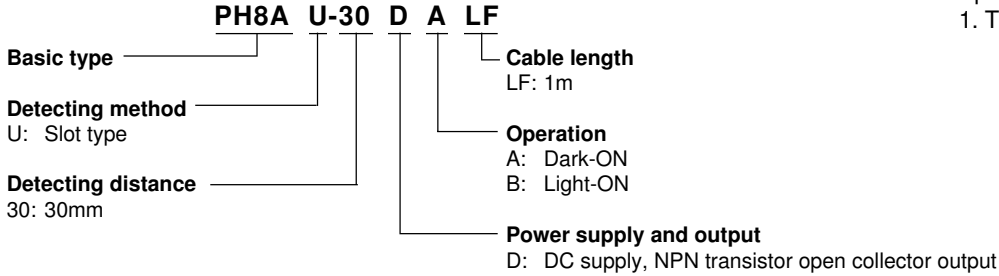 PH8A U-30 D A LF
1. T
Basic type
Detecting method
U: Slot type
Detecting distance
30: 30mm
Cable length
LF: 1m
Operation
A: Dark-ON
B: Light-ON
Power supply and output
D: DC supply, NPN transistor open collector output